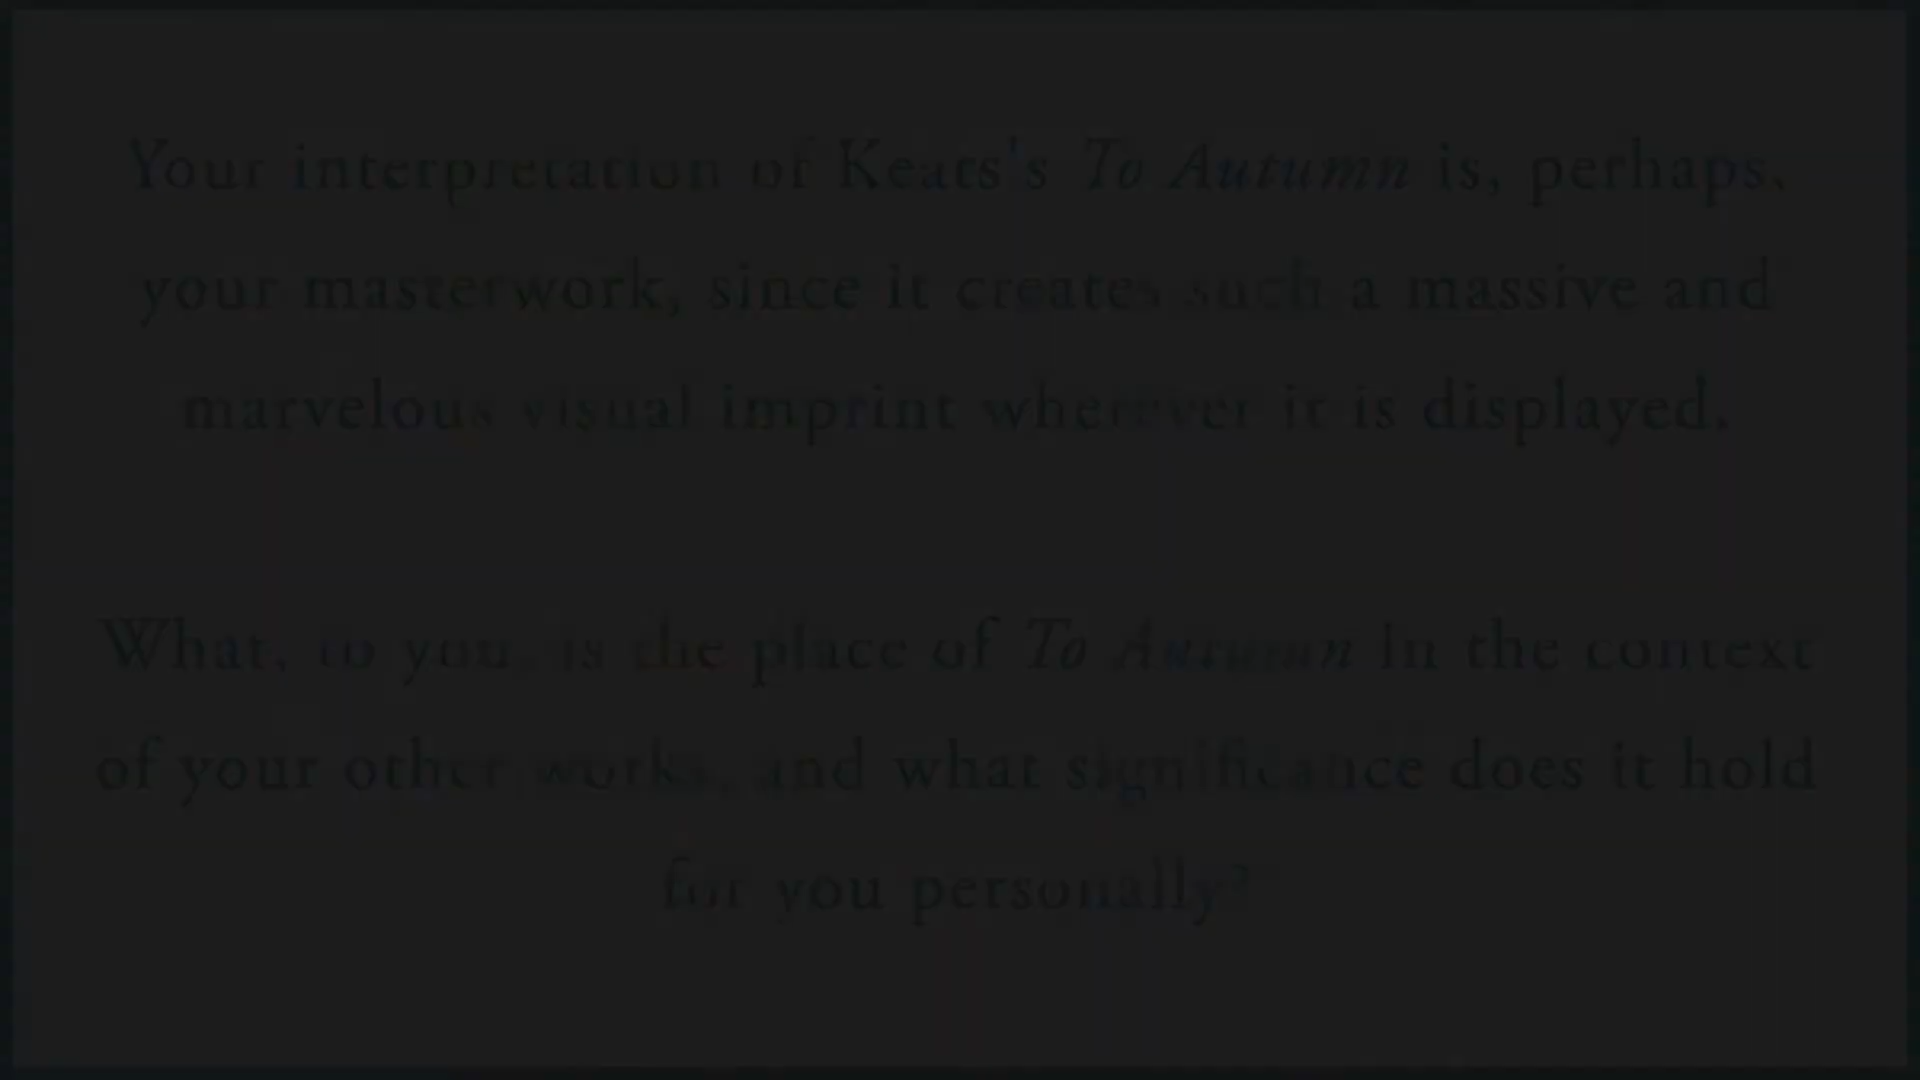 Your interpretation of Keats's To Autumn is, perhaps,
your masterwork, since it creates such a massive and
marvelous visual imprint wherever it is displayed.
What, to you, is the place of To Autumn in the context
of your other works, and what significance does it hold
for you personally?